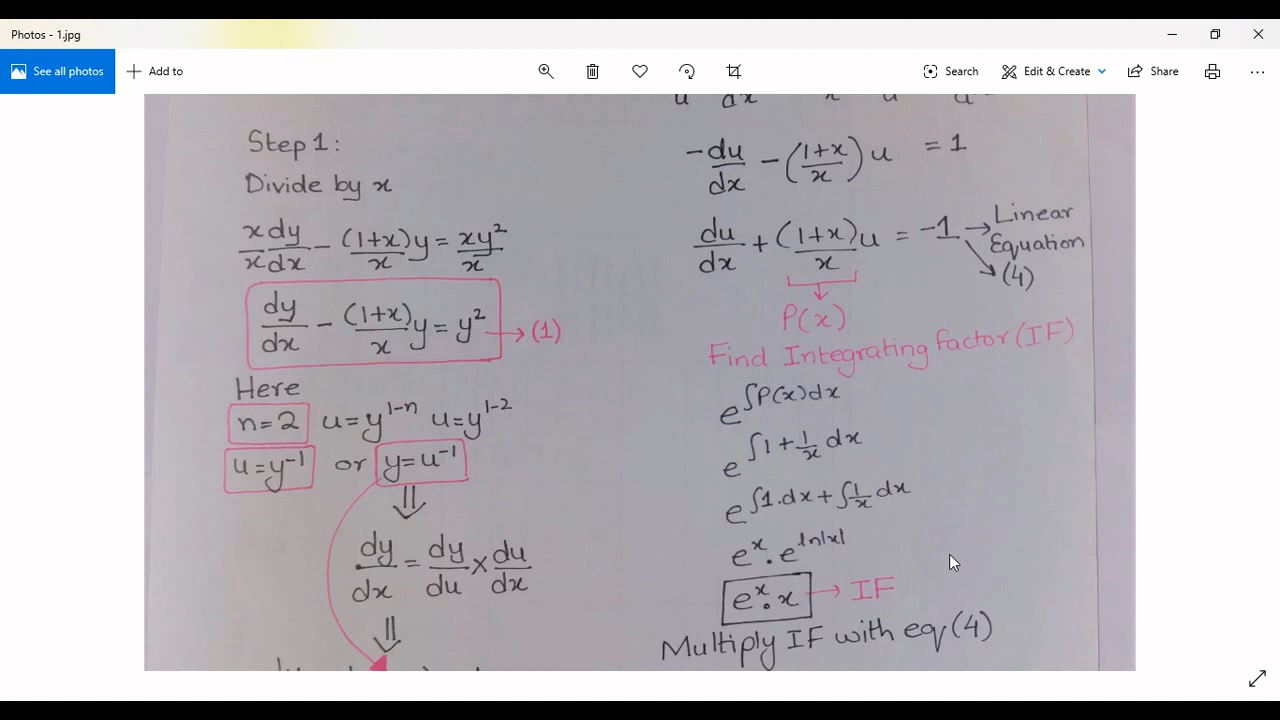 Photos - 1.jpg
See all photos
Add to
Search
Edit & Create
Share
Step 1:
Divide by x
x/x dy/dx - (1+x)/x y = xy²/x
dy/dx - (1+x)/x y = y² → (1)
Here
n=2 u=y^1-n u=y^1-2
u=y^-1 or y=u^-1
⇓
dy/dx = dy/du × du/dx
⇓
-du/dx - (1+x/x) u = 1
du/dx + (1+x)/x u = -1 → Linear
Equation
(4)
P(x)
Find Integrating factor (IF)
e^∫P(x)dx
e^∫1+1/x dx
e^∫1.dx+∫1/x dx
e^x . e^ln|x|
e^x . x → IF
Multiply IF with eq (4)